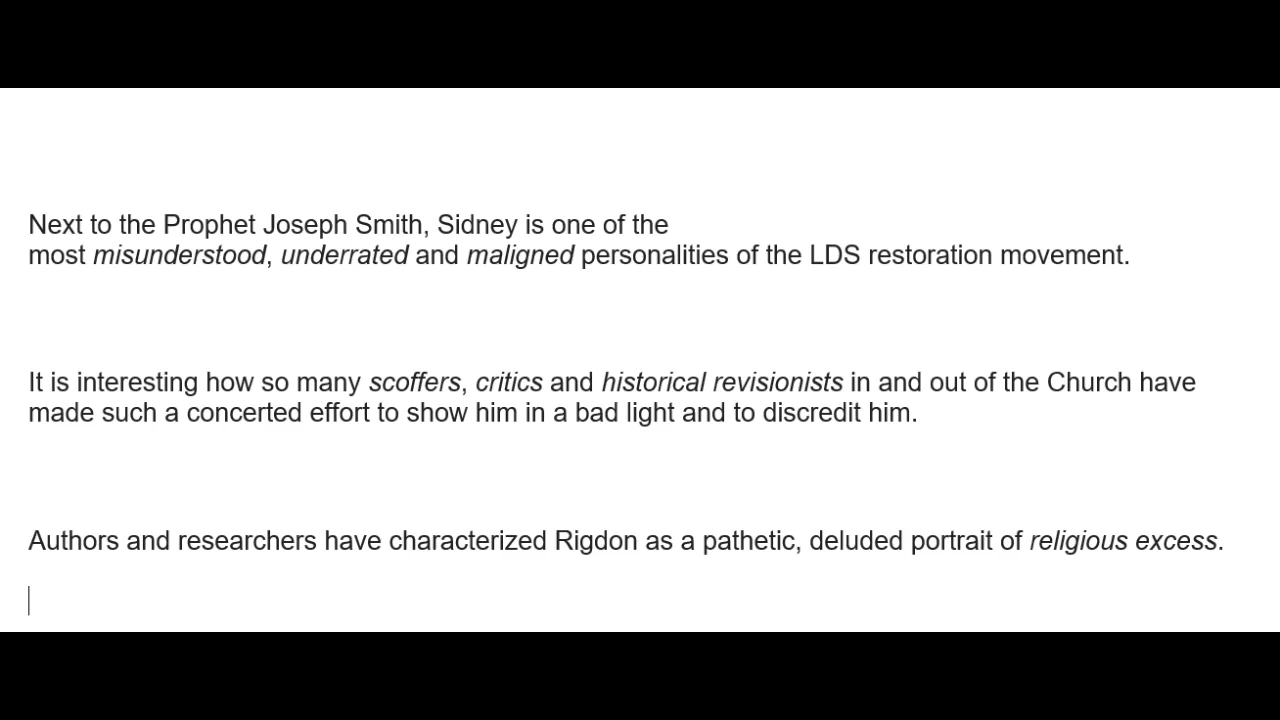 Next to the Prophet Joseph Smith, Sidney is one of the
most misunderstood, underrated and maligned personalities of the LDS restoration movement.
It is interesting how so many scoffers, critics and historical revisionists in and out of the Church have
made such a concerted effort to show him in a bad light and to discredit him.
Authors and researchers have characterized Rigdon as a pathetic, deluded portrait of religious excess.